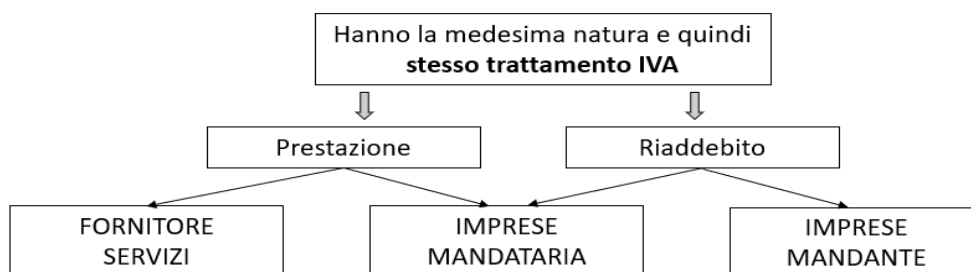 Hanno la medesima natura e quindi
stesso trattamento IVA
Prestazione
Riaddebito
FORNITORE
SERVIZI
IMPRESE
MANDATARIA
IMPRESE
MANDANTE